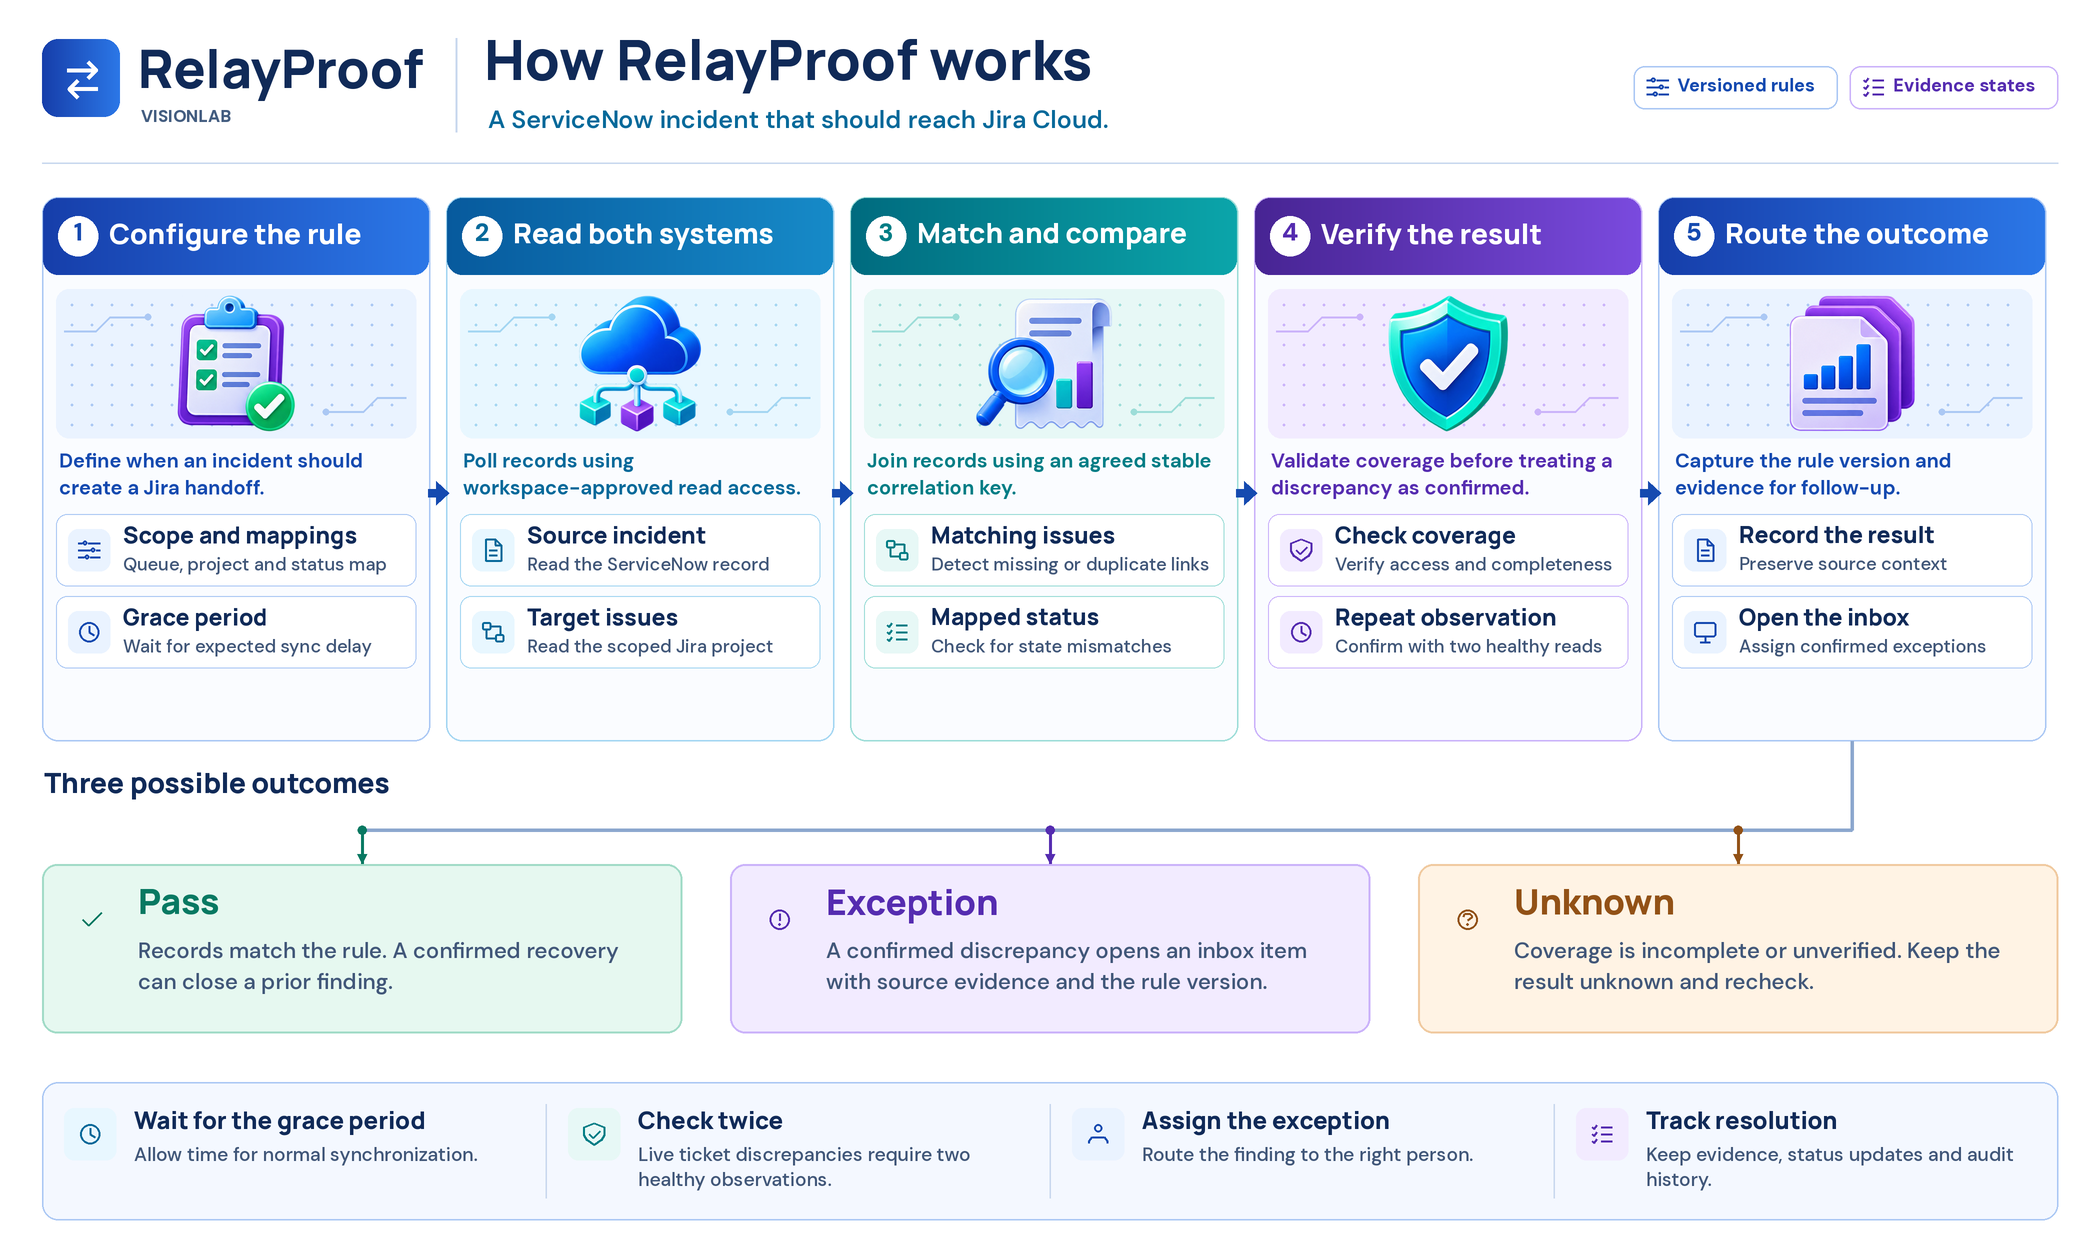 RelayProof
VISIONLAB
How RelayProof works
A ServiceNow incident that should reach Jira Cloud.
Versioned rules
Evidence states
1 Configure the rule
Define when an incident should
create a Jira handoff.
Scope and mappings
Queue, project and status map
Grace period
Wait for expected sync delay
2 Read both systems
Poll records using
workspace-approved read access.
Source incident
Read the ServiceNow record
Target issues
Read the scoped Jira project
3 Match and compare
Join records using an agreed stable
correlation key.
Matching issues
Detect missing or duplicate links
Mapped status
Check for state mismatches
4 Verify the result
Validate coverage before treating a
discrepancy as confirmed.
Check coverage
Verify access and completeness
Repeat observation
Confirm with two healthy reads
5 Route the outcome
Capture the rule version and
evidence for follow-up.
Record the result
Preserve source context
Open the inbox
Assign confirmed exceptions
Three possible outcomes
Pass
Records match the rule. A confirmed recovery
can close a prior finding.
Exception
A confirmed discrepancy opens an inbox item
with source evidence and the rule version.
Unknown
Coverage is incomplete or unverified. Keep the
result unknown and recheck.
Wait for the grace period
Allow time for normal synchronization.
Check twice
Live ticket discrepancies require two
healthy observations.
Assign the exception
Route the finding to the right person.
Track resolution
Keep evidence, status updates and audit
history.